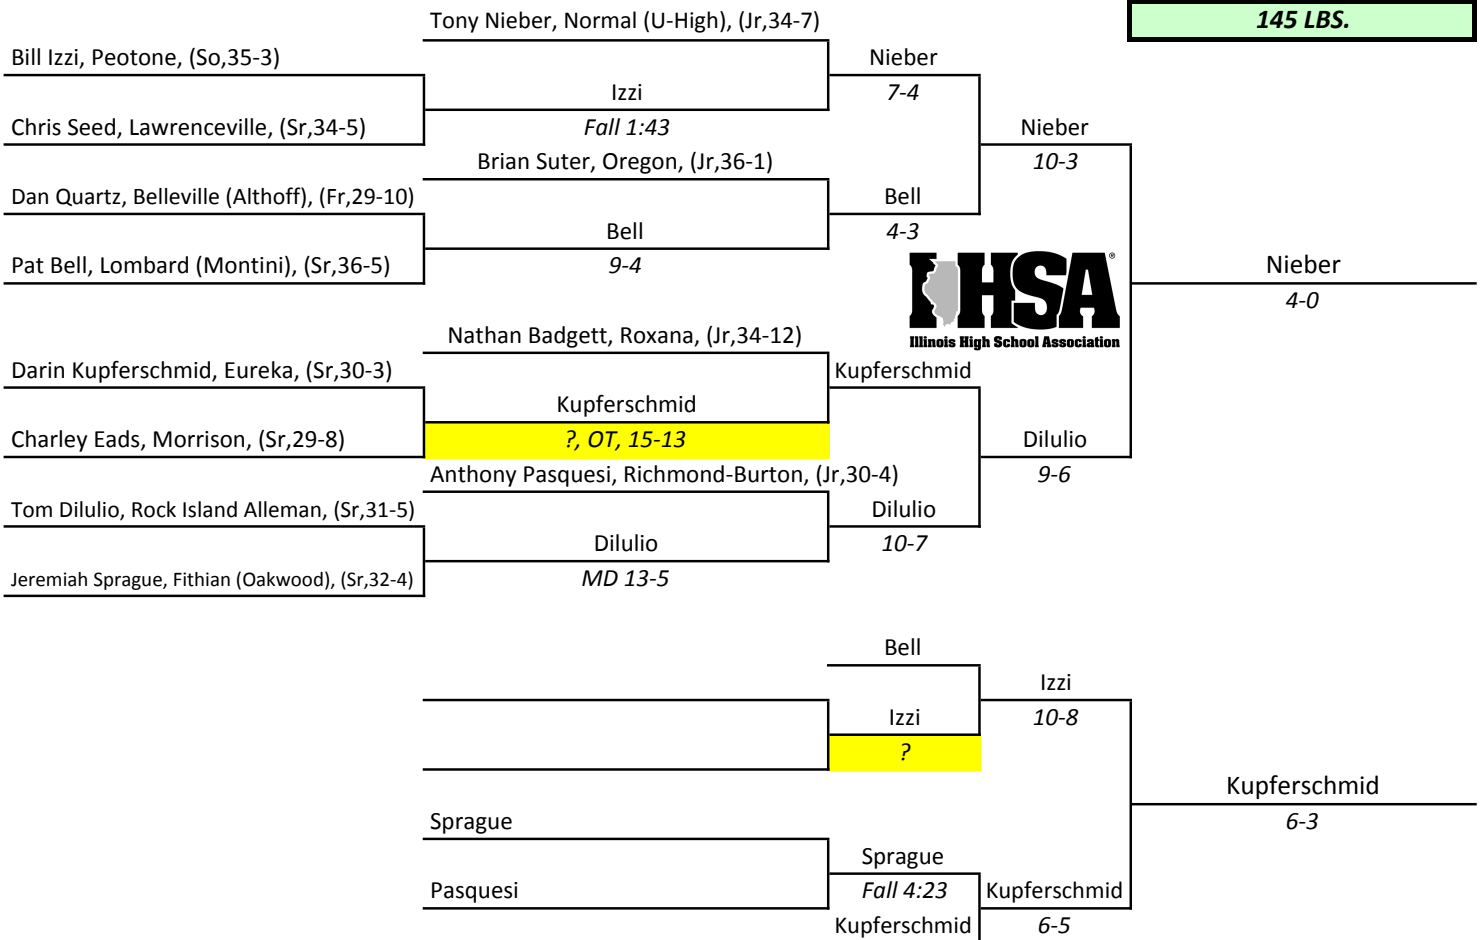 Tony Nieber, Normal (U-High), (Jr,34-7)
145 LBS.
Bill Izzi, Peotone, (So,35-3)
Nieber
Izzi
7-4
Chris Seed, Lawrenceville, (Sr,34-5)
Fall 1:43
Nieber
Brian Suter, Oregon, (Jr,36-1)
10-3
Dan Quartz, Belleville (Althoff), (Fr,29-10)
Bell
Bell
4-3
Pat Bell, Lombard (Montini), (Sr,36-5)
9-4
IHSA®
Nieber
4-0
Nathan Badgett, Roxana, (Jr,34-12)
Illinois High School Association
Darin Kupferschmid, Eureka, (Sr,30-3)
Kupferschmid
Kupferschmid
Charley Eads, Morrison, (Sr,29-8)
?, OT, 15-13
Dilulio
Anthony Pasquesi, Richmond-Burton, (Jr,30-4)
9-6
Tom Dilulio, Rock Island Alleman, (Sr,31-5)
Dilulio
Dilulio
10-7
Jeremiah Sprague, Fithian (Oakwood), (Sr,32-4)
MD 13-5
Bell
Izzi
Izzi
10-8
?
Kupferschmid
Sprague
6-3
Sprague
Pasquesi
Fall 4:23
Kupferschmid
Kupferschmid
6-5